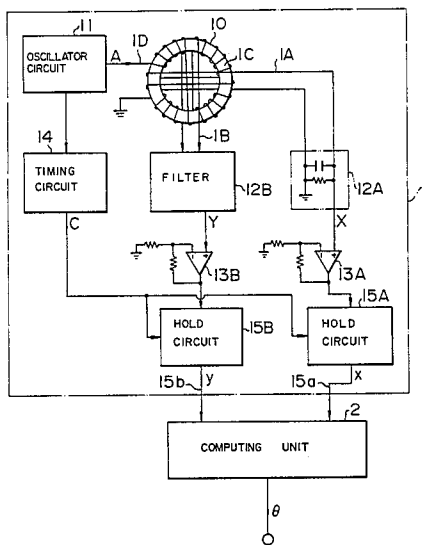 11
OSCILLATOR
CIRCUIT
A
1D
10
1C
1A
14
TIMING
CIRCUIT
C
1B
FILTER
12B
Y
12A
X
13B
13A
15A
HOLD
CIRCUIT
15B
HOLD
CIRCUIT
15b
y
15a
x
2
COMPUTING UNIT
θ